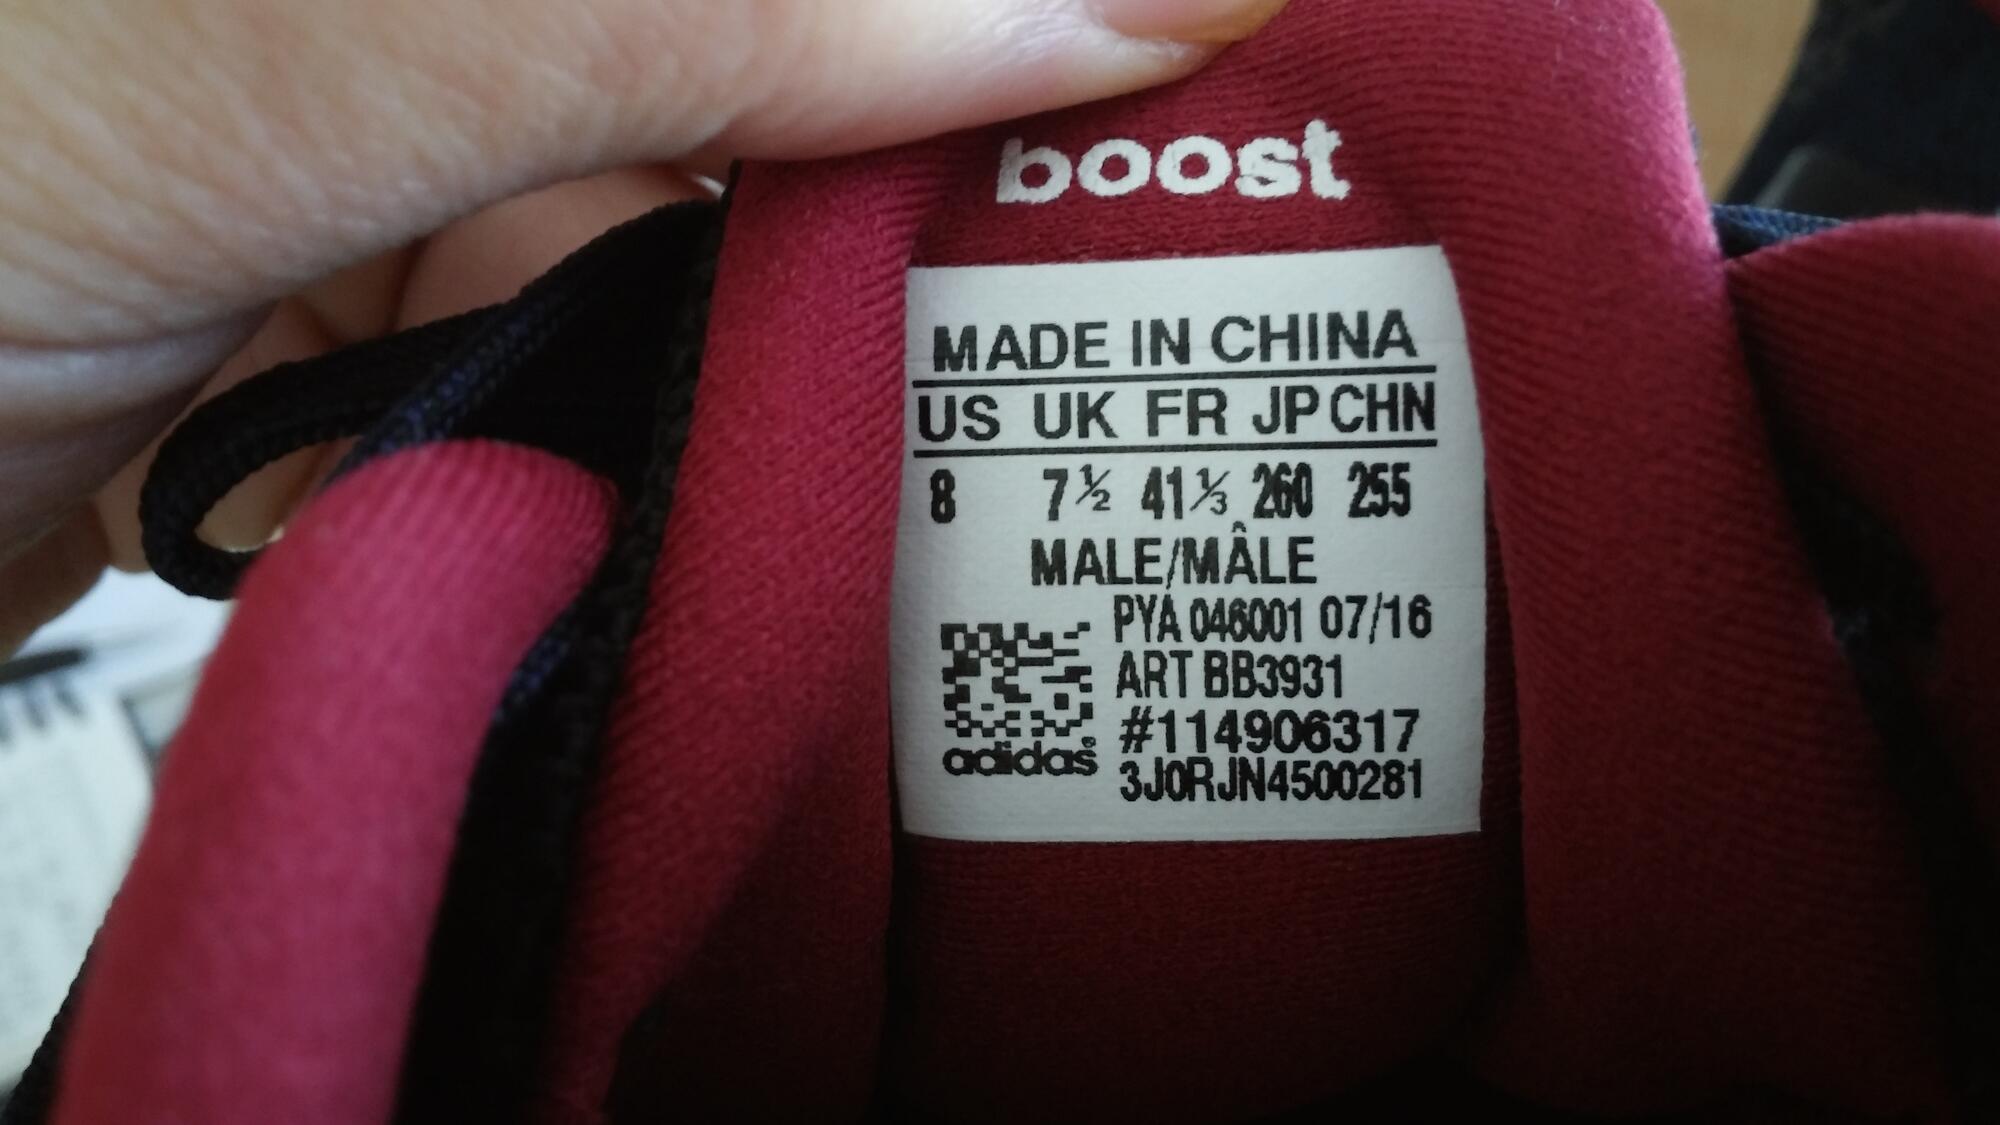 boost
MADE IN CHINA
US UK FR JP CHN
8 7½ 41⅓ 260 255
MALE/MÂLE
PYA 046001 07/16
ART BB3931
#114906317
adidas®
3J0RJN4500281